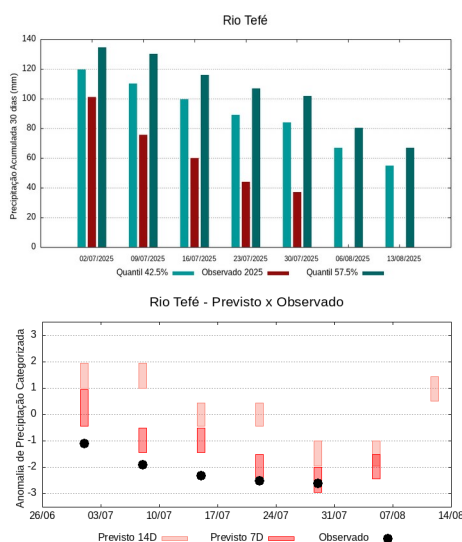 Rio Tefé
Precipitação Acumulada 30 dias (mm)
140
120
100
80
60
40
20
0
02/07/2025 09/07/2025 16/07/2025 23/07/2025 30/07/2025 06/08/2025 13/08/2025
Quantil 42.5% Observado 2025 Quantil 57.5%
Rio Tefé - Previsto x Observado
Anomalia de Preciptação Categorizada
3
2
1
0
-1
-2
-3
26/06 03/07 10/07 17/07 24/07 31/07 07/08 14/08
Previsto 14D Previsto 7D Observado